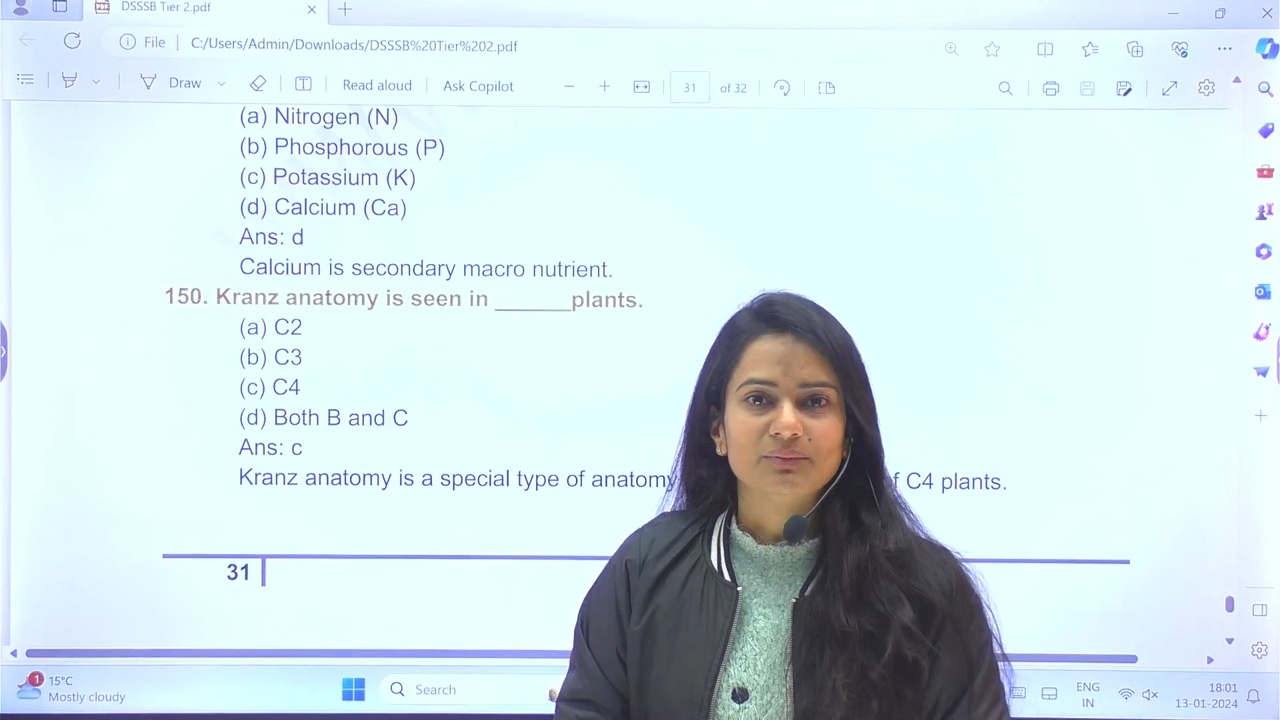 DSSSB Tier 2.pdf
File
C:/Users/Admin/Downloads/DSSSB%20Tier%202.pdf
Draw
Read aloud
Ask Copilot
31
of 32
(a) Nitrogen (N)
(b) Phosphorous (P)
(c) Potassium (K)
(d) Calcium (Ca)
Ans: d
Calcium is secondary macro nutrient.
150. Kranz anatomy is seen in ______plants.
(a) C2
(b) C3
(c) C4
(d) Both B and C
Ans: c
Kranz anatomy is a special type of anatomy f C4 plants.
31
1
15°C
Mostly cloudy
Search
ENG
IN
18:01
13-01-2024